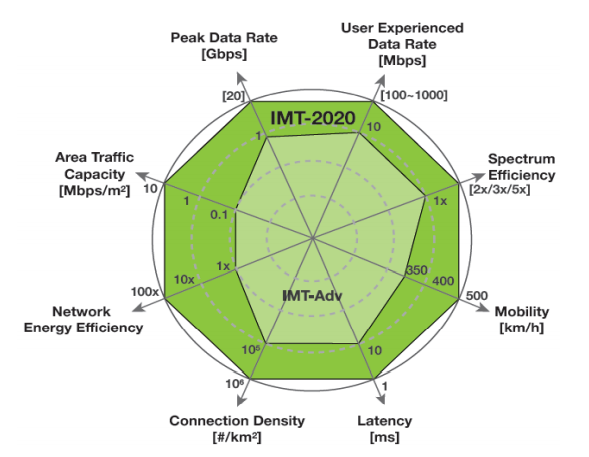 User Experienced
Data Rate
[Mbps]
Peak Data Rate
[Gbps]
[20]
[100~1000]
IMT-2020
1
10
Area Traffic
Capacity
[Mbps/m²]
10
1
0.1
Spectrum
Efficiency
[2x/3x/5x]
1x
1x
10x
100x
350
400
500
IMT-Adv
Network
Energy Efficiency
Mobility
[km/h]
10⁵
10⁶
10
1
Connection Density
[#/km²]
Latency
[ms]